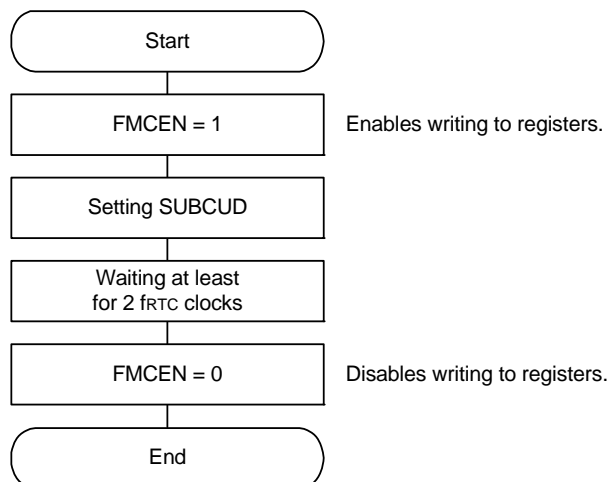 Start
FMCEN = 1
Enables writing to registers.
Setting SUBCUD
Waiting at least
for 2 fRTC clocks
FMCEN = 0
Disables writing to registers.
End